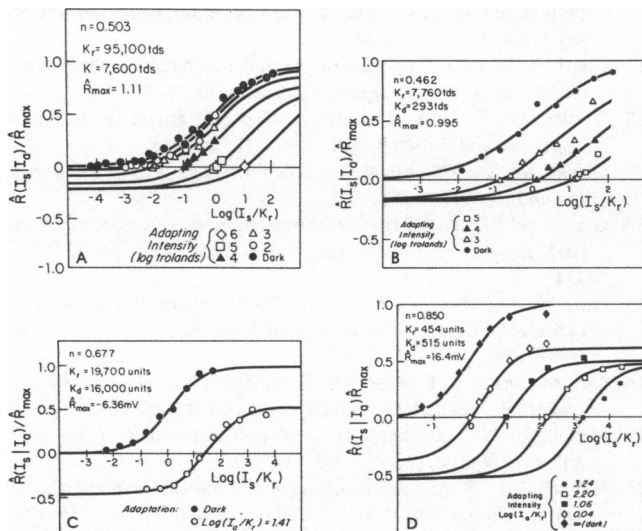 n=0.503
Kr=95,100tds
K=7,600tds
R̂max=1.11
R̂(Is|Ia)/R̂max
1.0
0.5
0.0
-0.5
-1.0
-4 -3 -2 -1 0 1 2
Log(Is/Kr)
Adapting Intensity (log trolands)
◇ 6 △ 3
□ 5 ○ 2
▲ 4 ● Dark
A
n=0.462
Kr=7,760tds
Kd=293tds
R̂max=0.995
R̂(Is|Ia)/R̂max
1.0
0.5
0.0
-0.5
-3 -2 -1 0 1 2
Log(Is/Kr)
Adapting Intensity (log trolands)
□ 5
▲ 4
△ 3
● Dark
B
n=0.677
Kr=19,700 units
Kd=16,000 units
R̂max=-6.36mV
R̂(Is|Ia)/R̂max
1.0
0.5
0.0
-0.5
-3 -2 -1 0 1 2 3 4
Log(Is/Kr)
Adaptation:
● Dark
○ Log(Ia/Kr)=1.41
C
n=0.850
Kr=454 units
Kd=515 units
R̂max=16.4mV
R̂(Is|Ia)R̂max
1.0
0.5
0.0
-0.5
-1 0 1 2 3 4
Log(Is/Kr)
Adapting Intensity Log(Ia/Kr)
3.24
□ 2.20
■ 1.06
◇ 0.04
∞(dark)
D